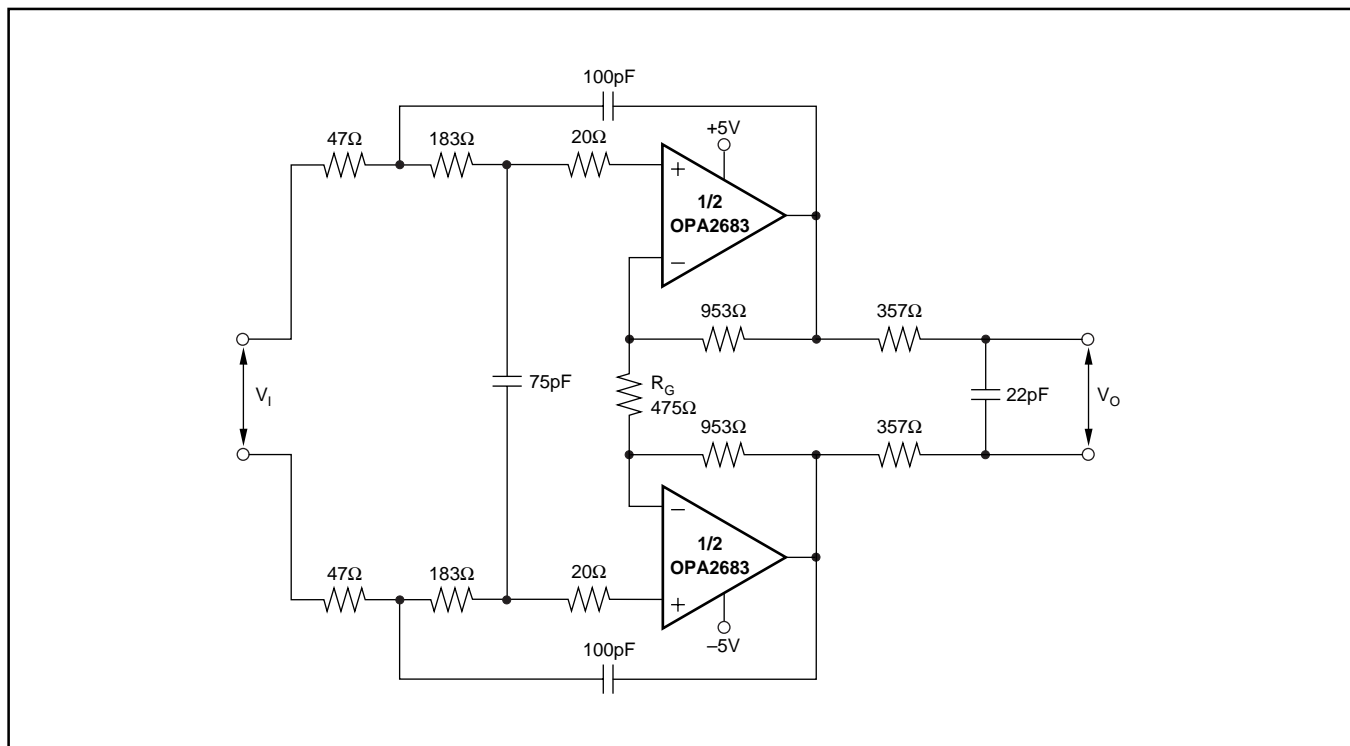 100pF
47Ω 183Ω 20Ω +5V
+
1/2
OPA2683
−
953Ω 357Ω
V_I 75pF R_G
475Ω 22pF V_O
953Ω 357Ω
−
1/2
OPA2683
47Ω 183Ω 20Ω +
–5V
100pF